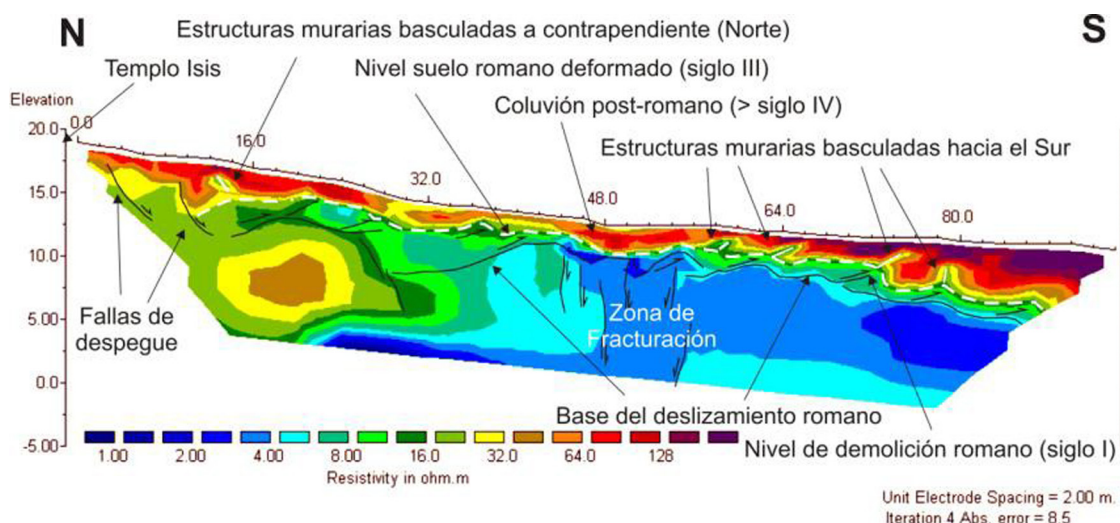 N
S
Estructuras murarias basculadas a contrapendiente (Norte)
Templo Isis
Nivel suelo romano deformado (siglo III)
Coluvión post-romano (> siglo IV)
Elevation
20.0
0.0
16.0
Estructuras murarias basculadas hacia el Sur
15.0
32.0
48.0
64.0
80.0
10.0
5.00
Fallas de
despegue
Zona de
Fracturación
0.0
Base del deslizamiento romano
-5.00
Nivel de demolición romano (siglo I)
1.00 2.00 4.00 8.00 16.0 32.0 64.0 128
Resistivity in ohm.m
Unit Electrode Spacing = 2.00 m.
Iteration 4 Abs. error = 8.5